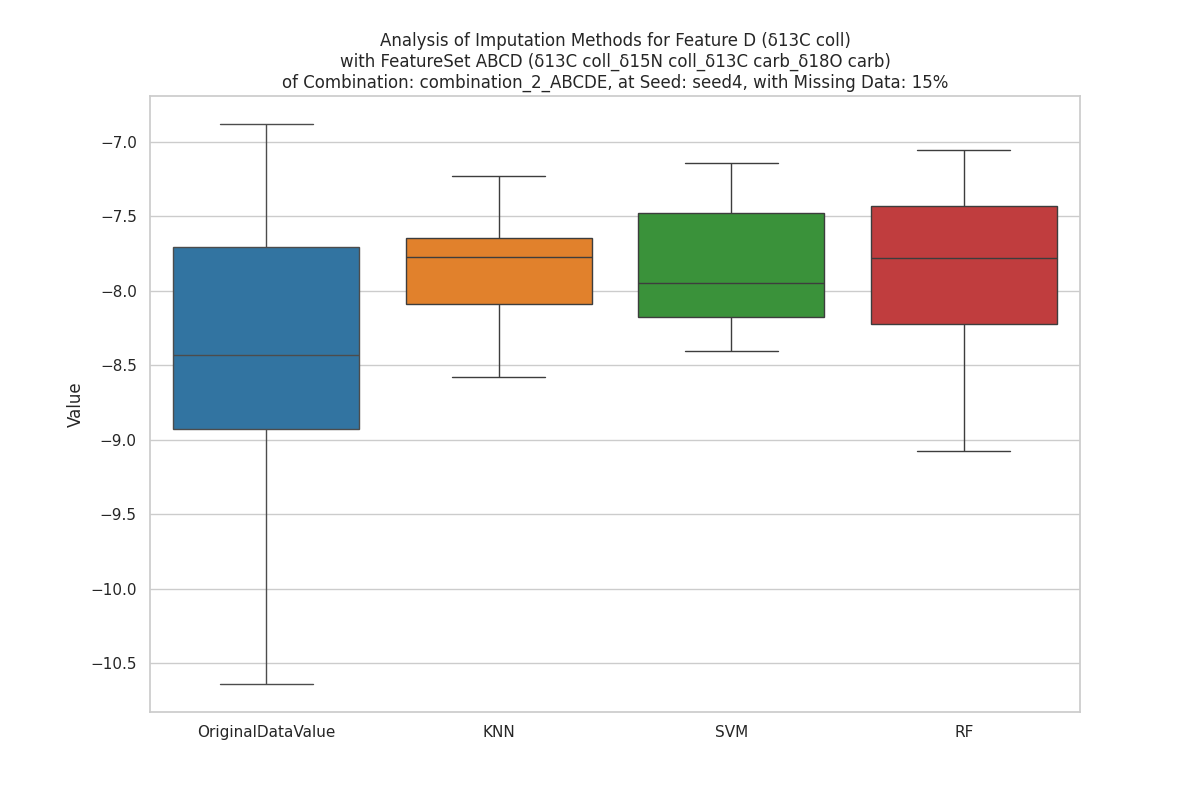 Analysis of Imputation Methods for Feature D (δ13C coll)
with FeatureSet ABCD (δ13C coll_δ15N coll_δ13C carb_δ18O carb)
of Combination: combination_2_ABCDE, at Seed: seed4, with Missing Data: 15%
Value
−7.0
−7.5
−8.0
−8.5
−9.0
−9.5
−10.0
−10.5
OriginalDataValue
KNN
SVM
RF